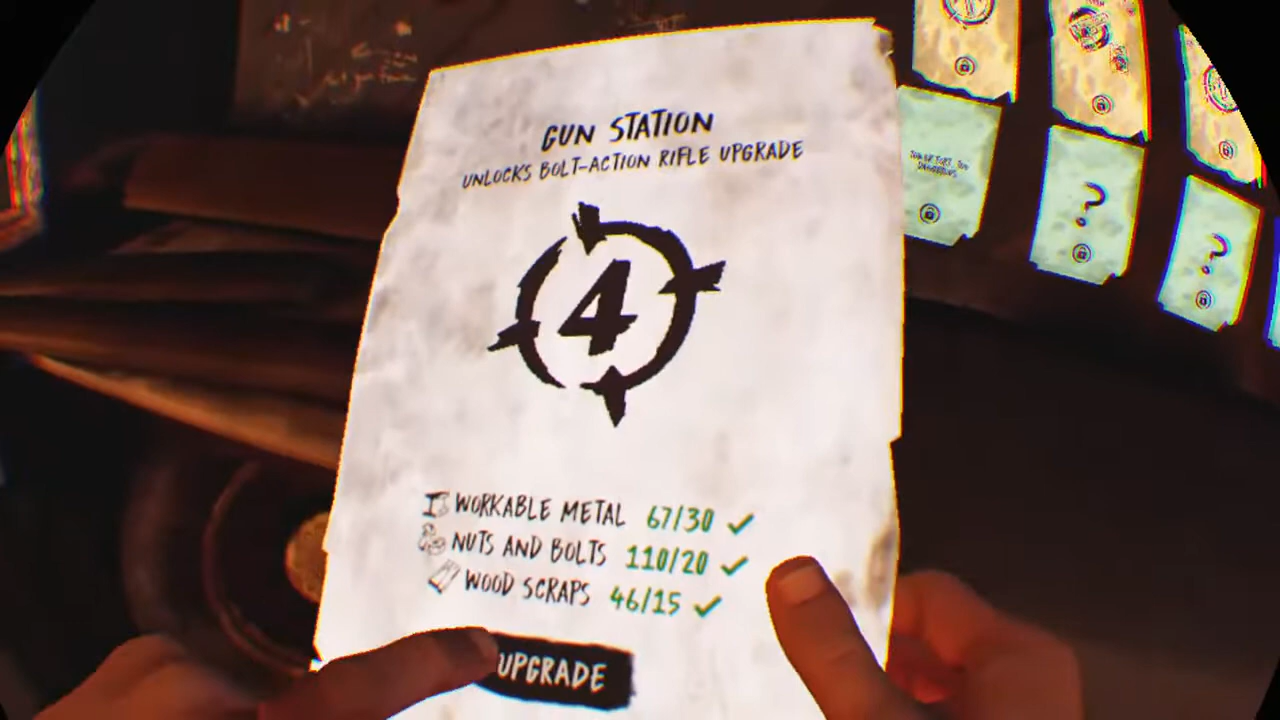 GUN STATION
UNLOCKS BOLT-ACTION RIFLE UPGRADE
4
WORKABLE METAL 67/30
NUTS AND BOLTS 110/20
WOOD SCRAPS 46/15
UPGRADE
?
?